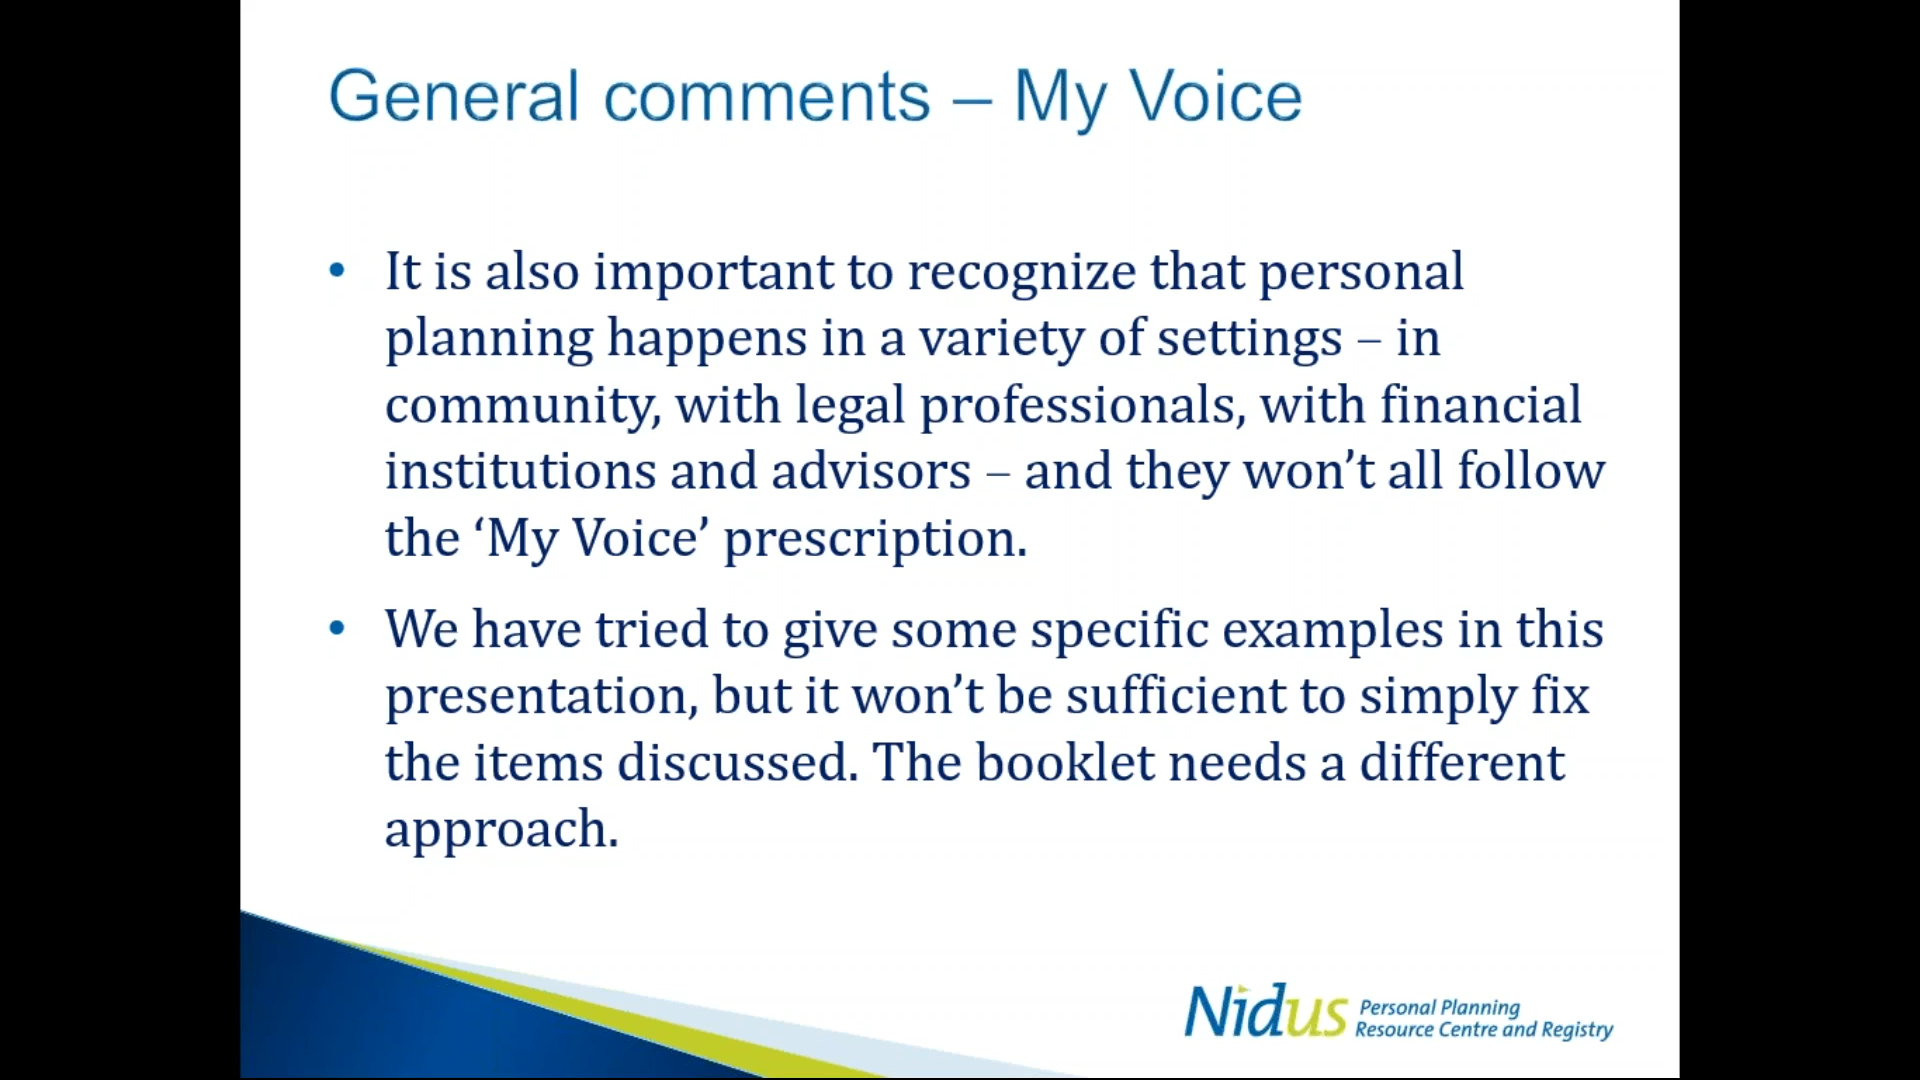 General comments – My Voice
• It is also important to recognize that personal
planning happens in a variety of settings – in
community, with legal professionals, with financial
institutions and advisors – and they won’t all follow
the ‘My Voice’ prescription.
• We have tried to give some specific examples in this
presentation, but it won’t be sufficient to simply fix
the items discussed. The booklet needs a different
approach.
Nidus Personal Planning
Resource Centre and Registry